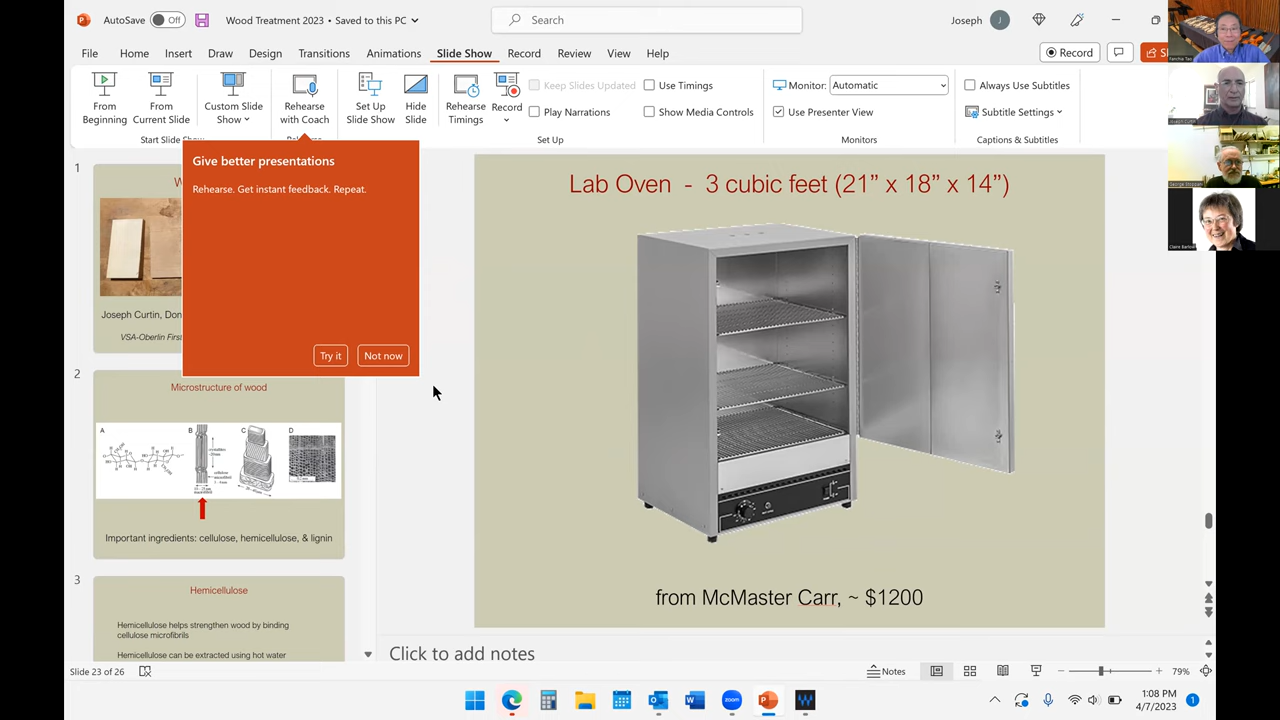 AutoSave Off Wood Treatment 2023 • Saved to this PC Search Joseph J
File Home Insert Draw Design Transitions Animations Slide Show Record Review View Help Record
From Beginning
From Current Slide
Custom Slide Show
Rehearse with Coach
Set Up Slide Show
Hide Slide
Rehearse Timings
Record
Keep Slides Updated
Play Narrations
Use Timings
Show Media Controls
Monitor: Automatic
Use Presenter View
Always Use Subtitles
Subtitle Settings
Start Slide
Set Up
Monitors
Captions & Subtitles
Give better presentations
Rehearse. Get instant feedback. Repeat.
Try it Not now
1
Joseph Curtin, Don
VSA-Oberlin First
2
Microstructure of wood
A B C D
Important ingredients: cellulose, hemicellulose, & lignin
3
Hemicellulose
Hemicellulose helps strengthen wood by binding
cellulose microfibrils
Hemicellulose can be extracted using hot water
Lab Oven - 3 cubic feet (21” x 18” x 14”)
from McMaster Carr, ~ $1200
Click to add notes
Slide 23 of 26 Notes 79%
zoom
1:08 PM
4/7/2023
1